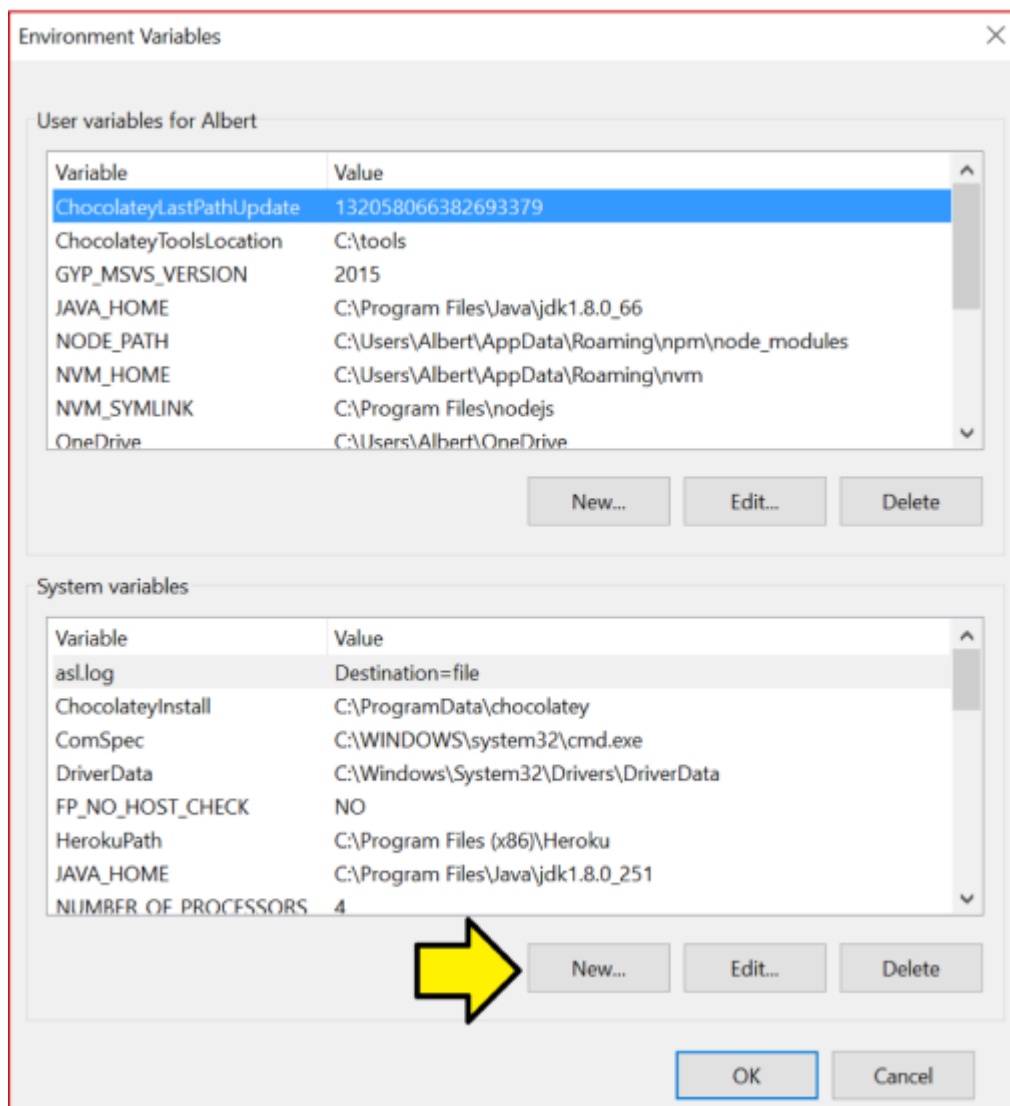 Environment Variables
User variables for Albert
Variable Value
ChocolateyLastPathUpdate 132058066382693379
ChocolateyToolsLocation C:\tools
GYP_MSVS_VERSION 2015
JAVA_HOME C:\Program Files\Java\jdk1.8.0_66
NODE_PATH C:\Users\Albert\AppData\Roaming\npm\node_modules
NVM_HOME C:\Users\Albert\AppData\Roaming\nvm
NVM_SYMLINK C:\Program Files\nodejs
OneDrive C:\Users\Albert\OneDrive
New... Edit... Delete
System variables
Variable Value
asl.log Destination=file
ChocolateyInstall C:\ProgramData\chocolatey
ComSpec C:\WINDOWS\system32\cmd.exe
DriverData C:\Windows\System32\Drivers\DriverData
FP_NO_HOST_CHECK NO
HerokuPath C:\Program Files (x86)\Heroku
JAVA_HOME C:\Program Files\Java\jdk1.8.0_251
NUMBER_OF_PROCESSORS 4
New... Edit... Delete
OK Cancel